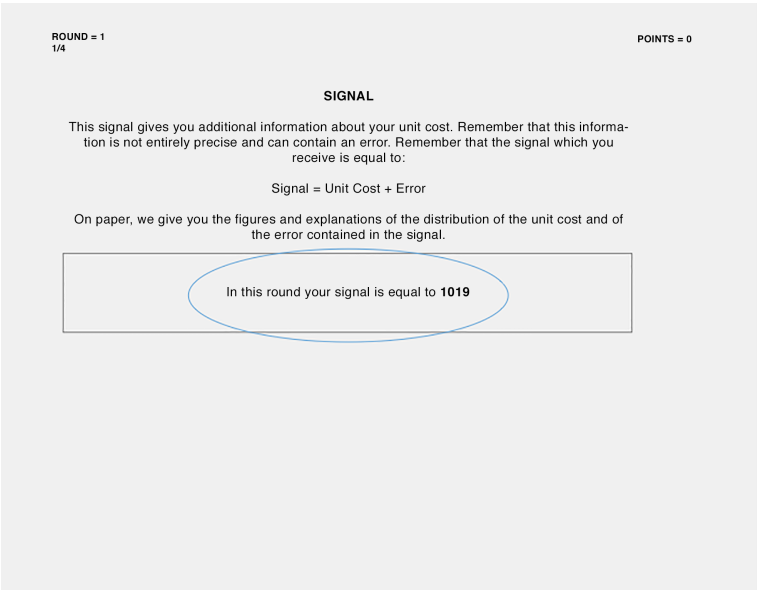 ROUND = 1
1/4
POINTS = 0
SIGNAL
This signal gives you additional information about your unit cost. Remember that this informa-
tion is not entirely precise and can contain an error. Remember that the signal which you
receive is equal to:
Signal = Unit Cost + Error
On paper, we give you the figures and explanations of the distribution of the unit cost and of
the error contained in the signal.
In this round your signal is equal to 1019